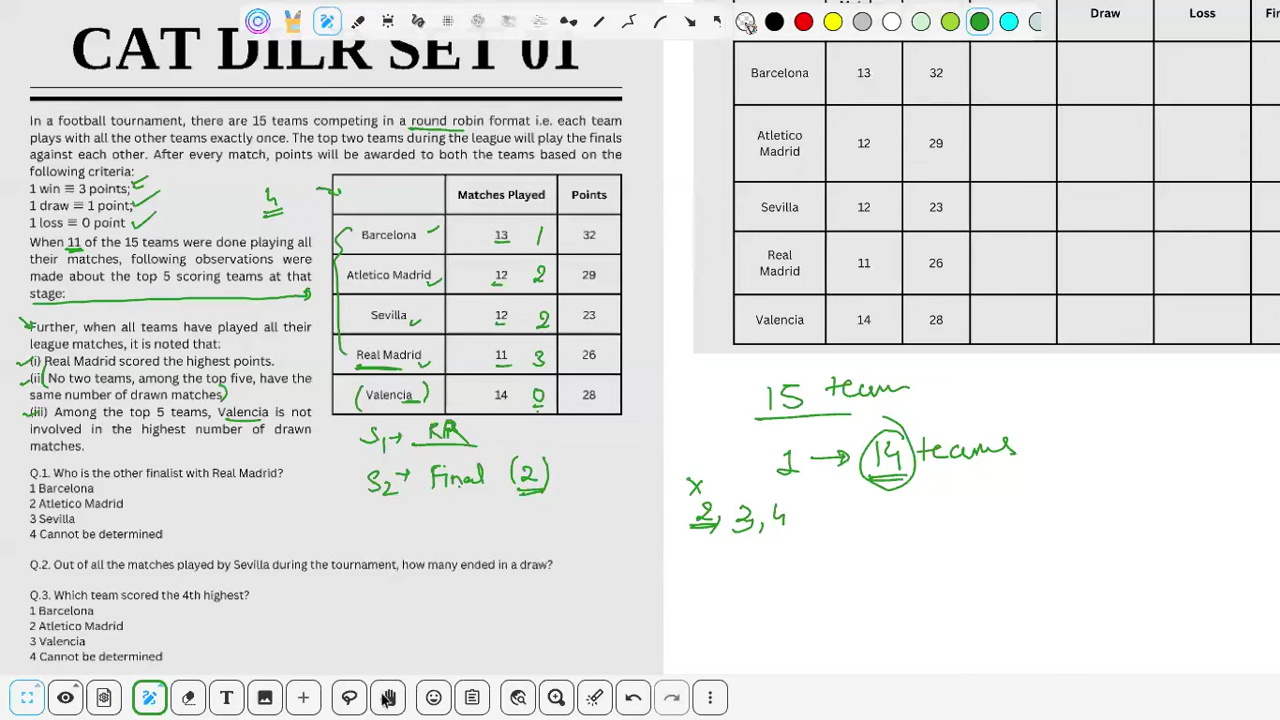 CAT DILR SET 01
In a football tournament, there are 15 teams competing in a round robin format i.e. each team
plays with all the other teams exactly once. The top two teams during the league will play the finals
against each other. After every match, points will be awarded to both the teams based on the
following criteria:
1 win ≡ 3 points;
1 draw ≡ 1 point;
1 loss ≡ 0 point
4
When 11 of the 15 teams were done playing all
their matches, following observations were
made about the top 5 scoring teams at that
stage:
Further, when all teams have played all their
league matches, it is noted that:
(i) Real Madrid scored the highest points.
(ii) No two teams, among the top five, have the
same number of drawn matches
(iii) Among the top 5 teams, Valencia is not
involved in the highest number of drawn
matches.
Matches Played Points
Barcelona 13 1 32
Atletico Madrid 12 2 29
Sevilla 12 2 23
Real Madrid 11 3 26
(Valencia) 14 0 28
S1→ RR
S2→ Final (2)
Q.1. Who is the other finalist with Real Madrid?
1 Barcelona
2 Atletico Madrid
3 Sevilla
4 Cannot be determined
Q.2. Out of all the matches played by Sevilla during the tournament, how many ended in a draw?
Q.3. Which team scored the 4th highest?
1 Barcelona
2 Atletico Madrid
3 Valencia
4 Cannot be determined
Draw Loss
Barcelona 13 32
Atletico
Madrid 12 29
Sevilla 12 23
Real
Madrid 11 26
Valencia 14 28
15 team
1 → 14 teams
x
2, 3, 4